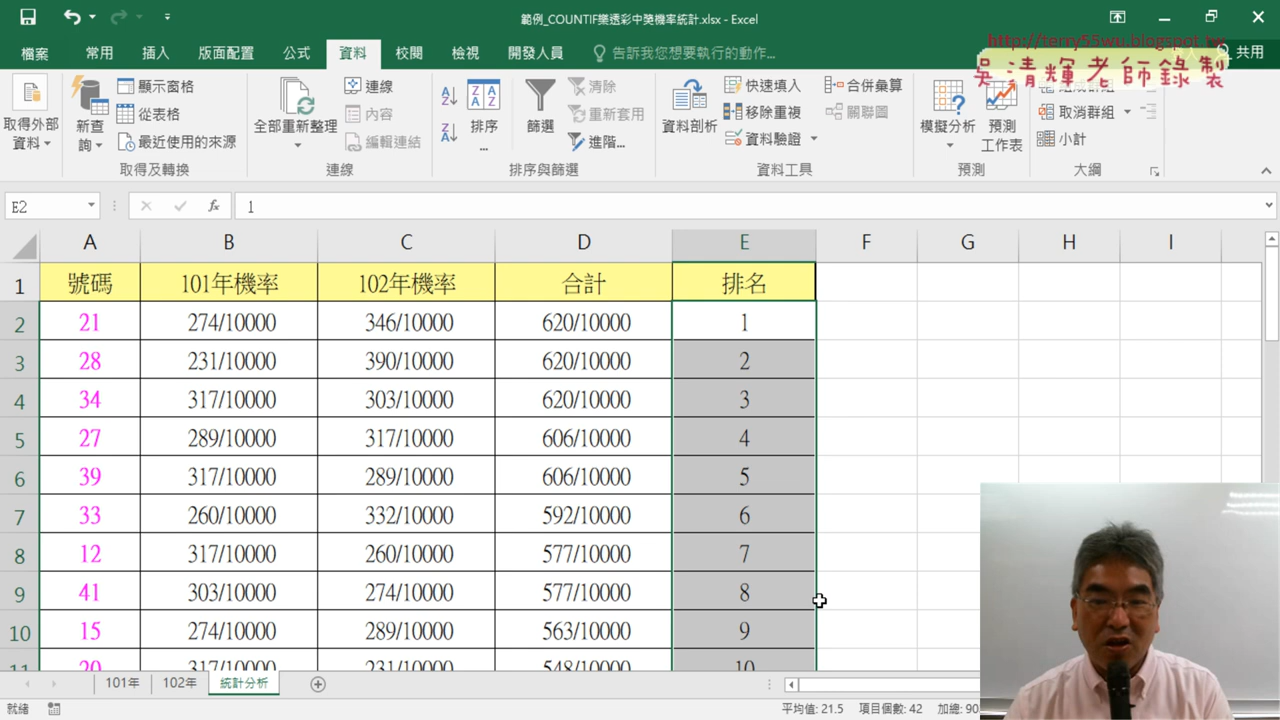 範例_COUNTIF樂透彩中獎機率統計.xlsx - Excel
檔案 常用 插入 版面配置 公式 資料 校閱 檢視 開發人員 告訴我您想要執行的動作... 共用
http://terry55wu.blogspot.tw
吳清輝老師錄製
取得外部資料 新查詢 顯示窗格 從表格 最近使用的來源 全部重新整理 連線 內容 編輯連結 排序... 篩選 清除 重新套用 進階... 資料剖析 快速填入 移除重複 資料驗證 合併彙算 關聯圖 模擬分析 預測工作表 取消群組 小計
取得及轉換 連線 排序與篩選 資料工具 預測 大綱
E2 fx 1
A B C D E F G H I
1 號碼 101年機率 102年機率 合計 排名
2 21 274/10000 346/10000 620/10000 1
3 28 231/10000 390/10000 620/10000 2
4 34 317/10000 303/10000 620/10000 3
5 27 289/10000 317/10000 606/10000 4
6 39 317/10000 289/10000 606/10000 5
7 33 260/10000 332/10000 592/10000 6
8 12 317/10000 260/10000 577/10000 7
9 41 303/10000 274/10000 577/10000 8
10 15 274/10000 289/10000 563/10000 9
11 20 317/10000 231/10000 548/10000 10
101年 102年 統計分析
就緒 平均值: 21.5 項目個數: 42 加總: 90